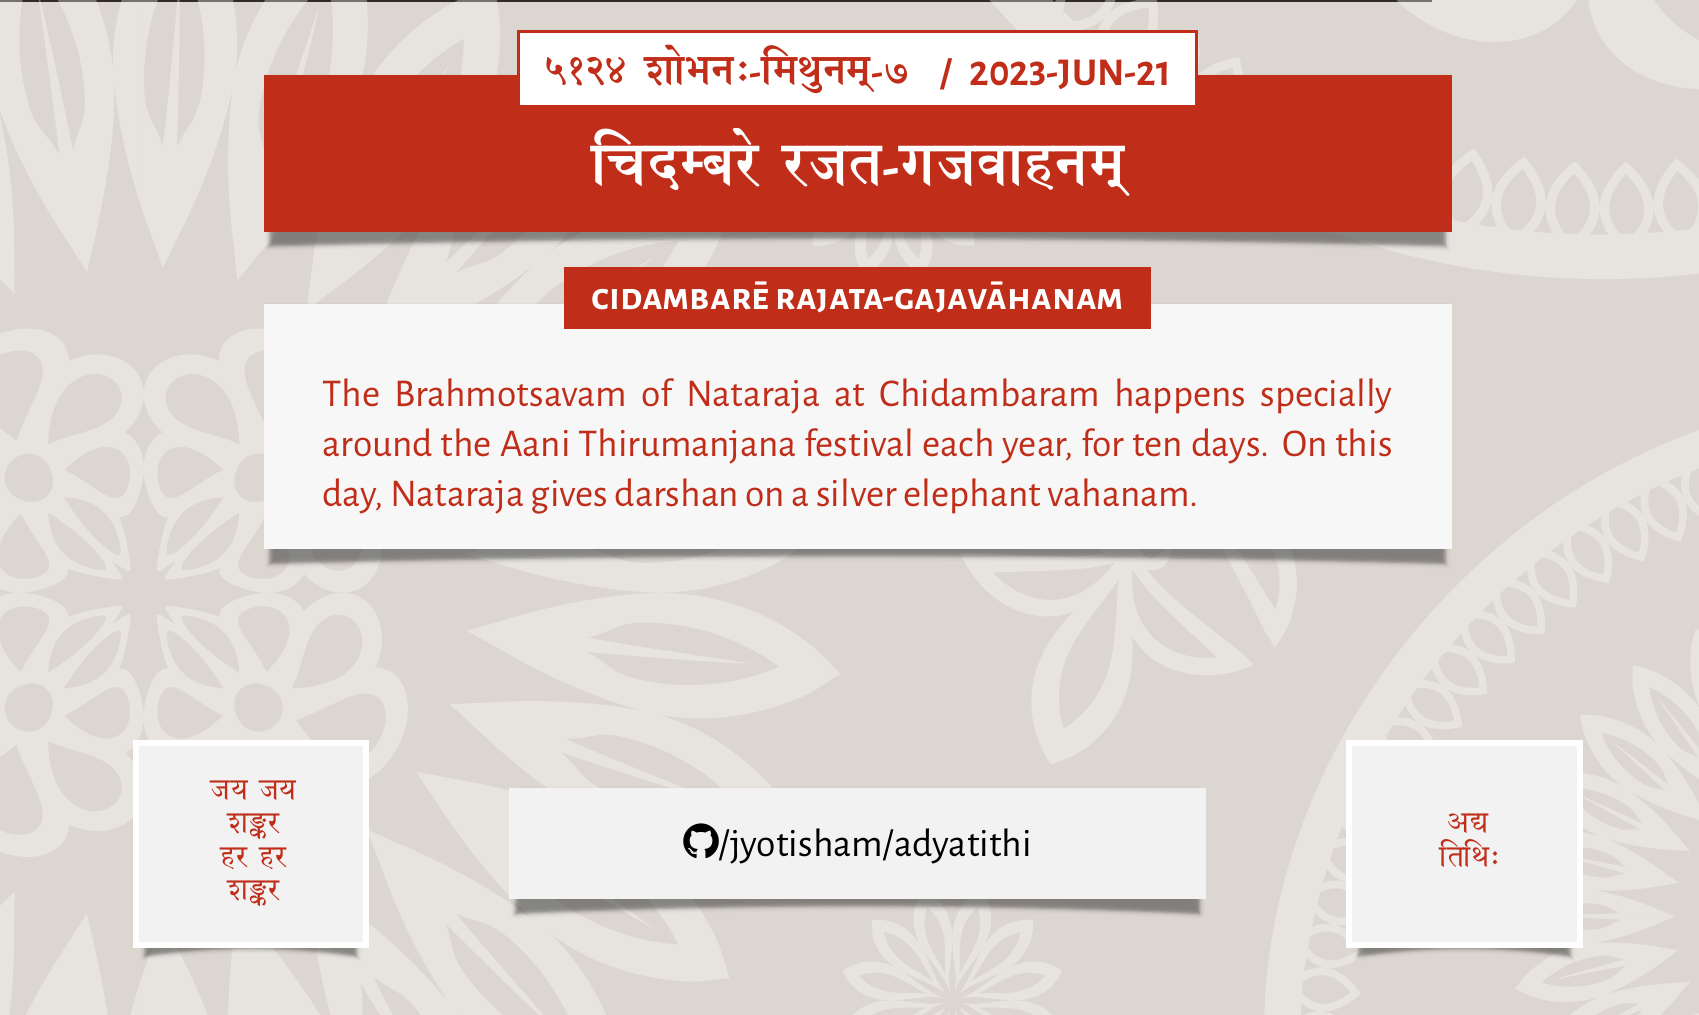 ५१२४ शोभनः-मिथुनम्-७ / 2023-JUN-21
चिदम्बरे रजत-गजवाहनम्
CIDAMBARĒ RAJATA-GAJAVĀHANAM
The Brahmotsavam of Nataraja at Chidambaram happens specially
around the Aani Thirumanjana festival each year, for ten days. On this
day, Nataraja gives darshan on a silver elephant vahanam.
जय जय
शङ्कर
हर हर
शङ्कर
/jyotisham/adyatithi
अद्य
तिथिः